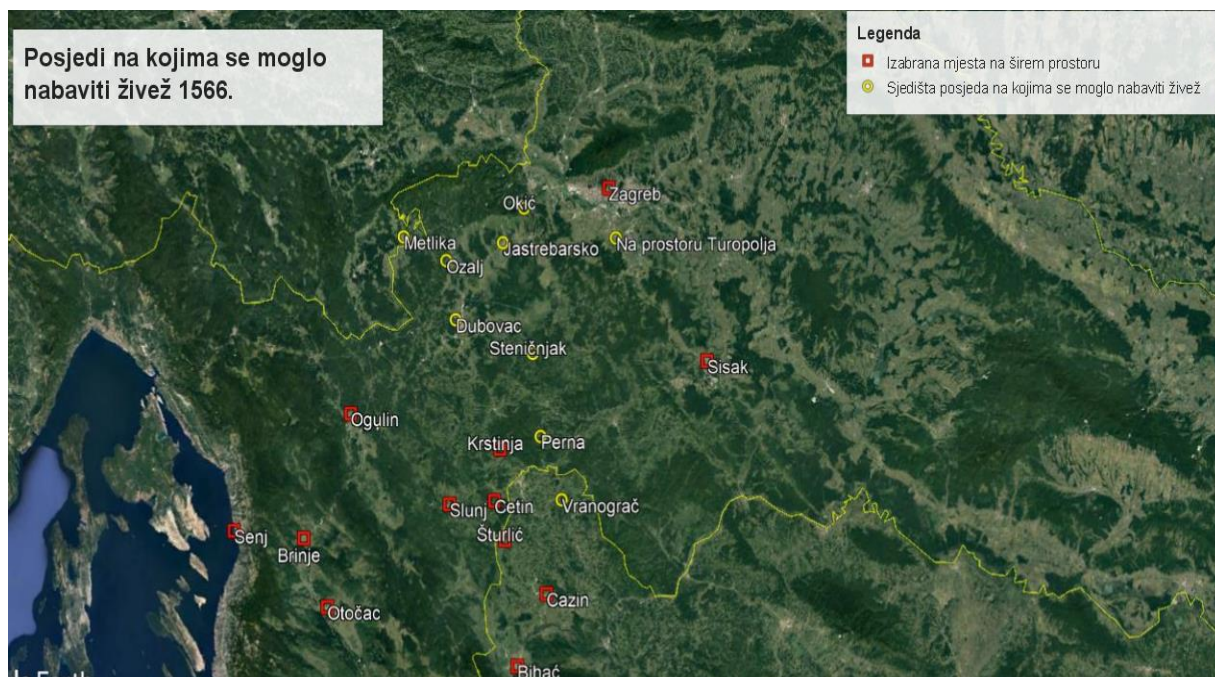 Posjedi na kojima se moglo
nabaviti živež 1566.
Legenda
Izabrana mjesta na širem prostoru
Sjedišta posjeda na kojima se moglo nabaviti živež
Zagreb
Okić
Metlika
Jastrebarsko
Na prostoru Turopolja
Ozalj
Dubovac
Steničnjak
Sisak
Ogulin
Krstinja
Perna
Slunj
Cetin
Vranograč
Senj
Brinje
Šturlić
Cazin
Otočac
Bihać